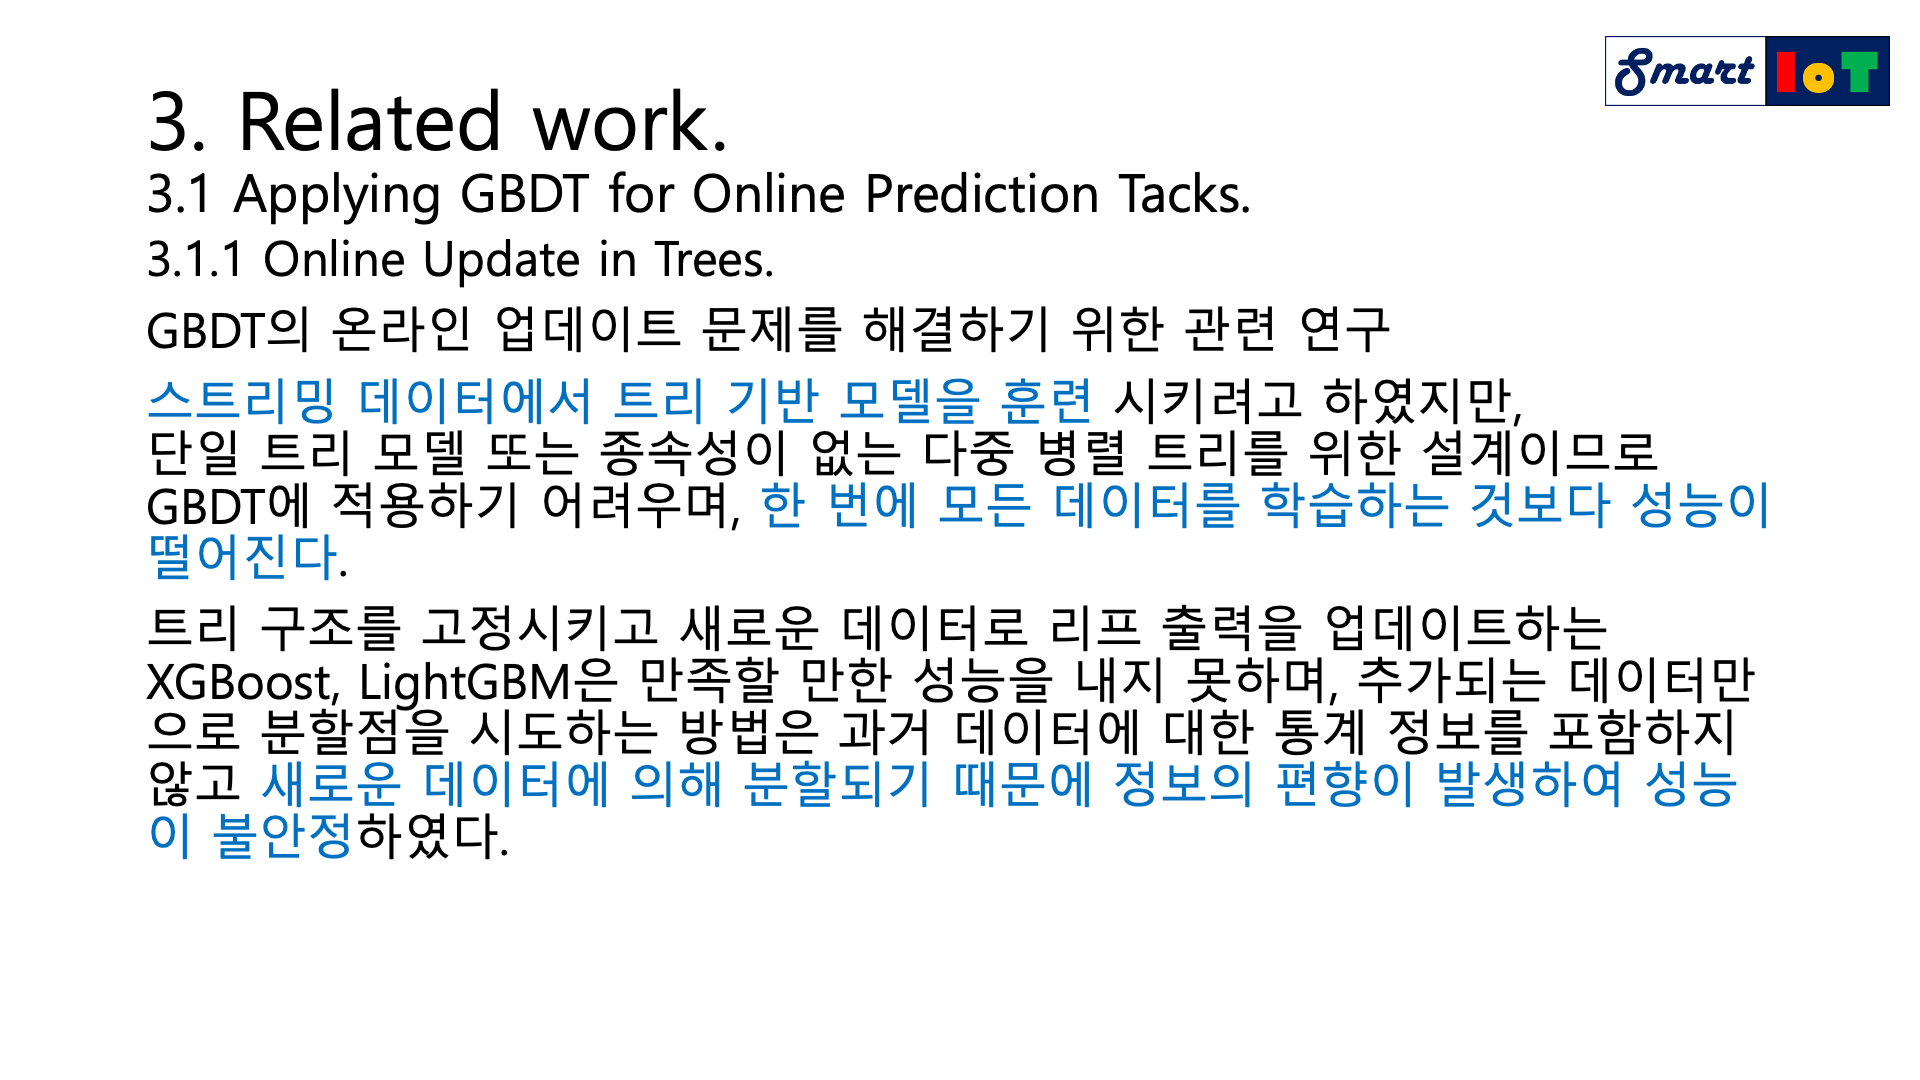 Smart IoT
3. Related work.
3.1 Applying GBDT for Online Prediction Tacks.
3.1.1 Online Update in Trees.
GBDT의 온라인 업데이트 문제를 해결하기 위한 관련 연구
스트리밍 데이터에서 트리 기반 모델을 훈련 시키려고 하였지만,
단일 트리 모델 또는 종속성이 없는 다중 병렬 트리를 위한 설계이므로
GBDT에 적용하기 어려우며, 한 번에 모든 데이터를 학습하는 것보다 성능이
떨어진다.
트리 구조를 고정시키고 새로운 데이터로 리프 출력을 업데이트하는
XGBoost, LightGBM은 만족할 만한 성능을 내지 못하며, 추가되는 데이터만
으로 분할점을 시도하는 방법은 과거 데이터에 대한 통계 정보를 포함하지
않고 새로운 데이터에 의해 분할되기 때문에 정보의 편향이 발생하여 성능
이 불안정하였다.